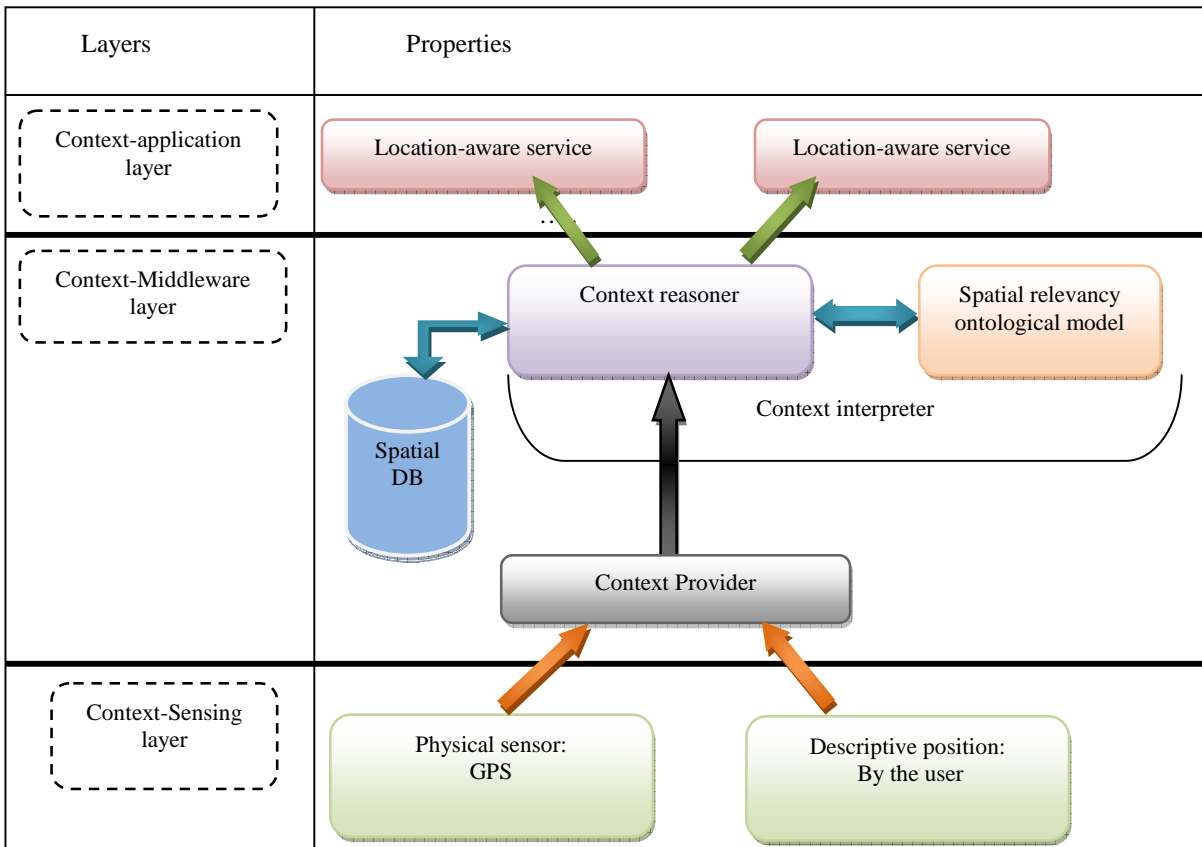 Layers
Properties
Context-application
layer
Location-aware service
Location-aware service
....
Context-Middleware
layer
Context reasoner
Spatial relevancy
ontological model
Context interpreter
Spatial
DB
Context Provider
Context-Sensing
layer
Physical sensor:
GPS
Descriptive position:
By the user